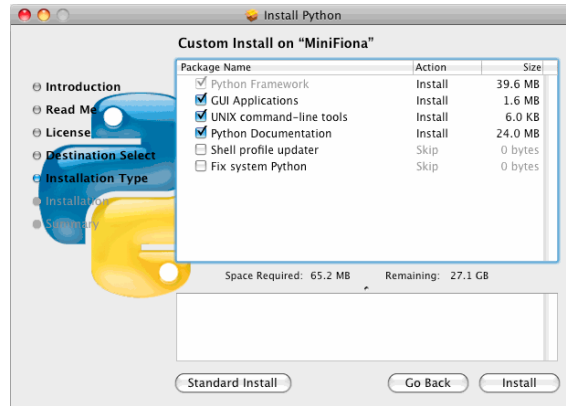 Install Python
Custom Install on “MiniFiona”
Introduction
Read Me
License
Destination Select
Installation Type
Installation
Summary
Package Name Action Size
Python Framework Install 39.6 MB
GUI Applications Install 1.6 MB
UNIX command-line tools Install 6.0 KB
Python Documentation Install 24.0 MB
Shell profile updater Skip 0 bytes
Fix system Python Skip 0 bytes
Space Required: 65.2 MB Remaining: 27.1 GB
Standard Install Go Back Install